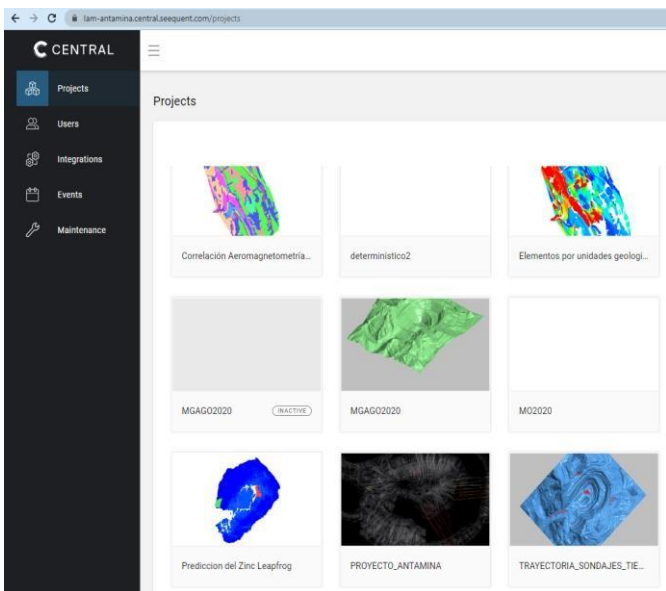 lam-antamina.central.seequent.com/projects
CENTRAL
Projects
Users
Integrations
Events
Maintenance
Projects
Correlación Aeromagnetometría...
deterministico2
Elementos por unidades geologi...
MGAGO2020 INACTIVE
MGAGO2020
MO2020
Prediccion del Zinc Leapfrog
PROYECTO_ANTAMINA
TRAYECTORIA_SONDAJES_TIE...